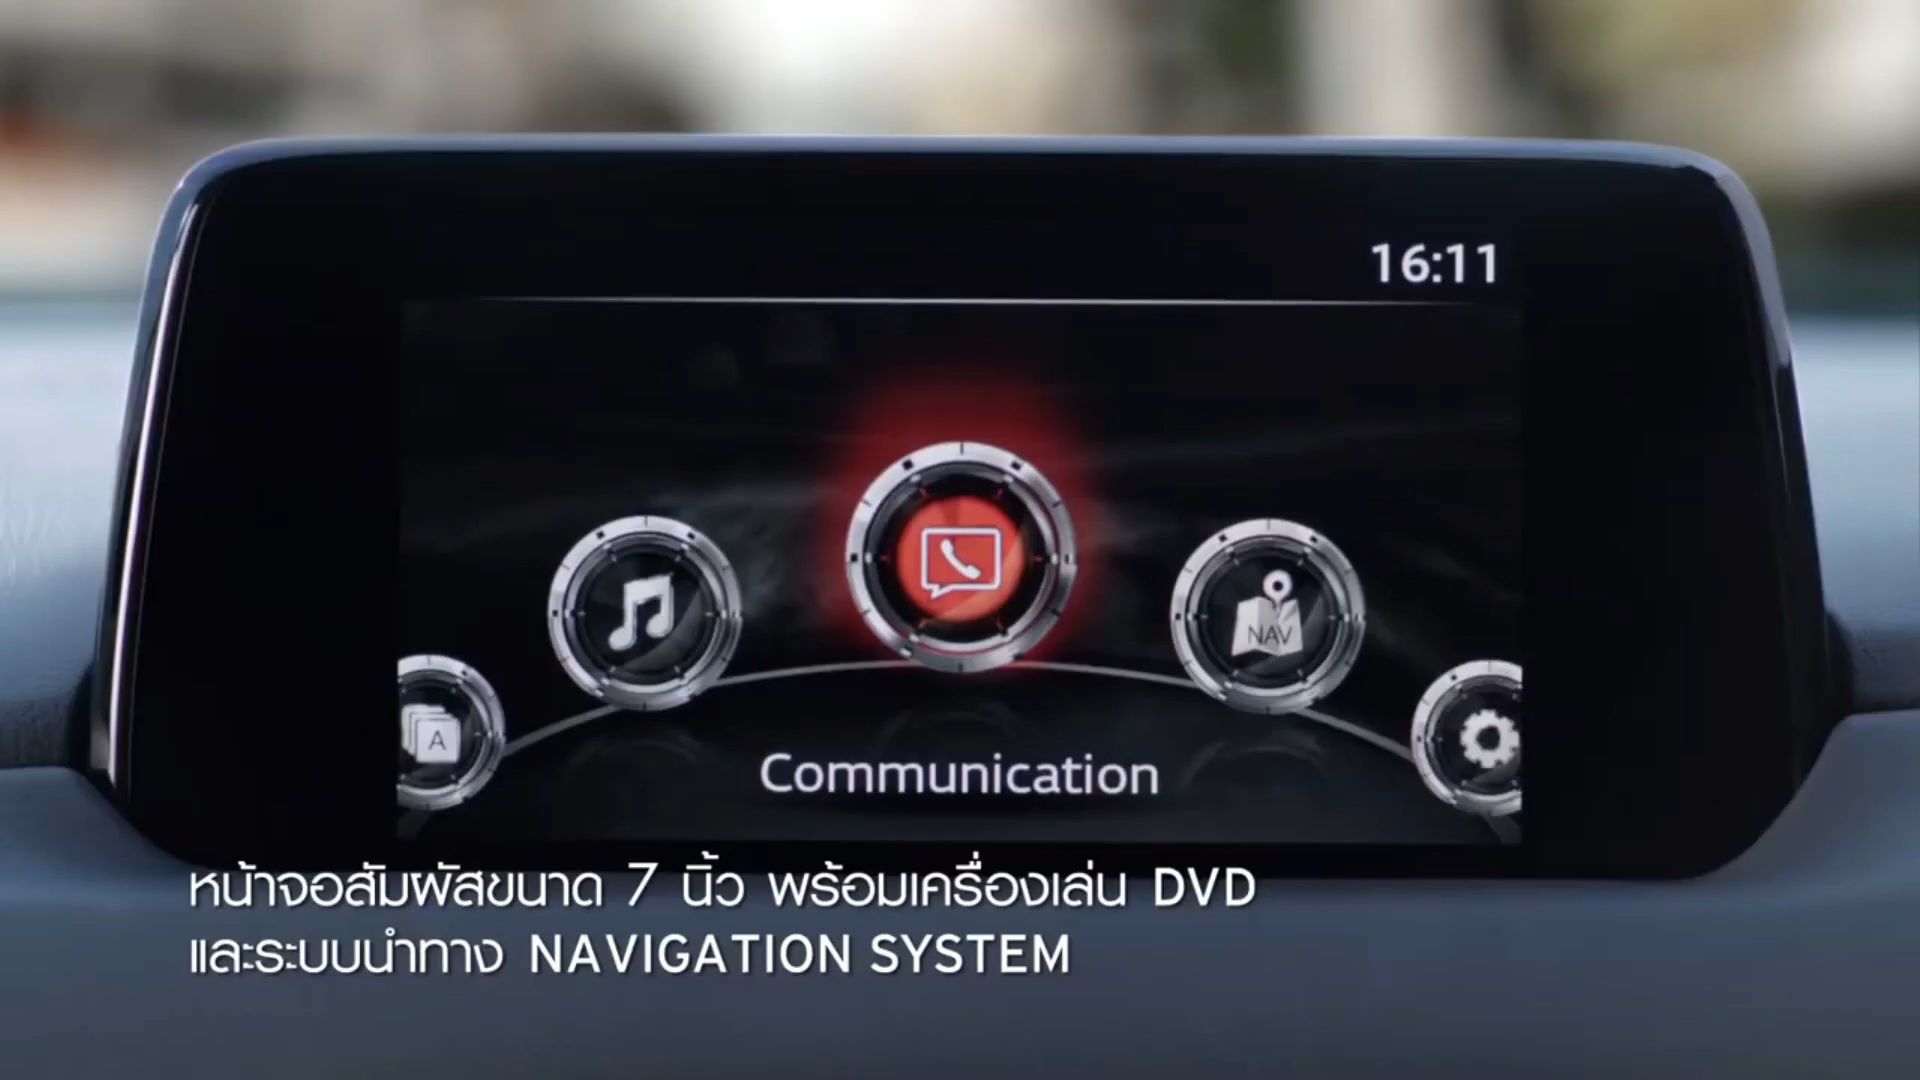 16:11
NAV
A
Communication
หน้าจอสัมผัสขนาด 7 นิ้ว พร้อมเครื่องเล่น DVD
และระบบนำทาง NAVIGATION SYSTEM